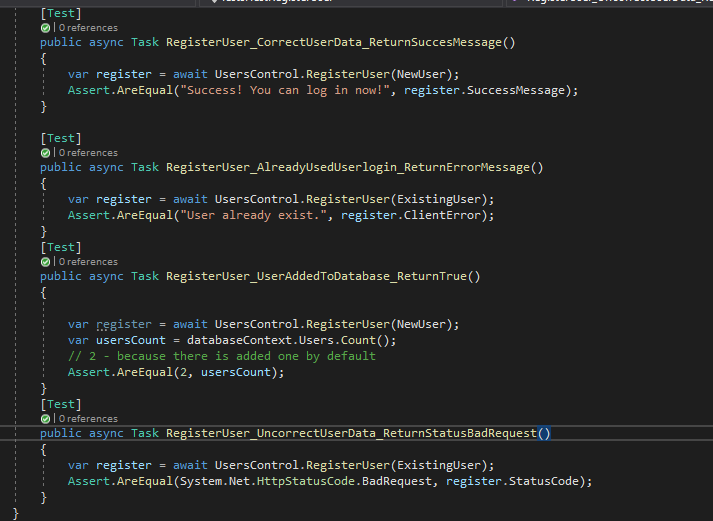 [Test]
| 0 references
public async Task RegisterUser_CorrectUserData_ReturnSuccesMessage()
{
var register = await UsersControl.RegisterUser(NewUser);
Assert.AreEqual("Success! You can log in now!", register.SuccessMessage);
}
[Test]
| 0 references
public async Task RegisterUser_AlreadyUsedUserlogin_ReturnErrorMessage()
{
var register = await UsersControl.RegisterUser(ExistingUser);
Assert.AreEqual("User already exist.", register.ClientError);
}
[Test]
| 0 references
public async Task RegisterUser_UserAddedToDatabase_ReturnTrue()
{
var register = await UsersControl.RegisterUser(NewUser);
var usersCount = databaseContext.Users.Count();
// 2 - because there is added one by default
Assert.AreEqual(2, usersCount);
}
[Test]
| 0 references
public async Task RegisterUser_UncorrectUserData_ReturnStatusBadRequest()
{
var register = await UsersControl.RegisterUser(ExistingUser);
Assert.AreEqual(System.Net.HttpStatusCode.BadRequest, register.StatusCode);
}
}